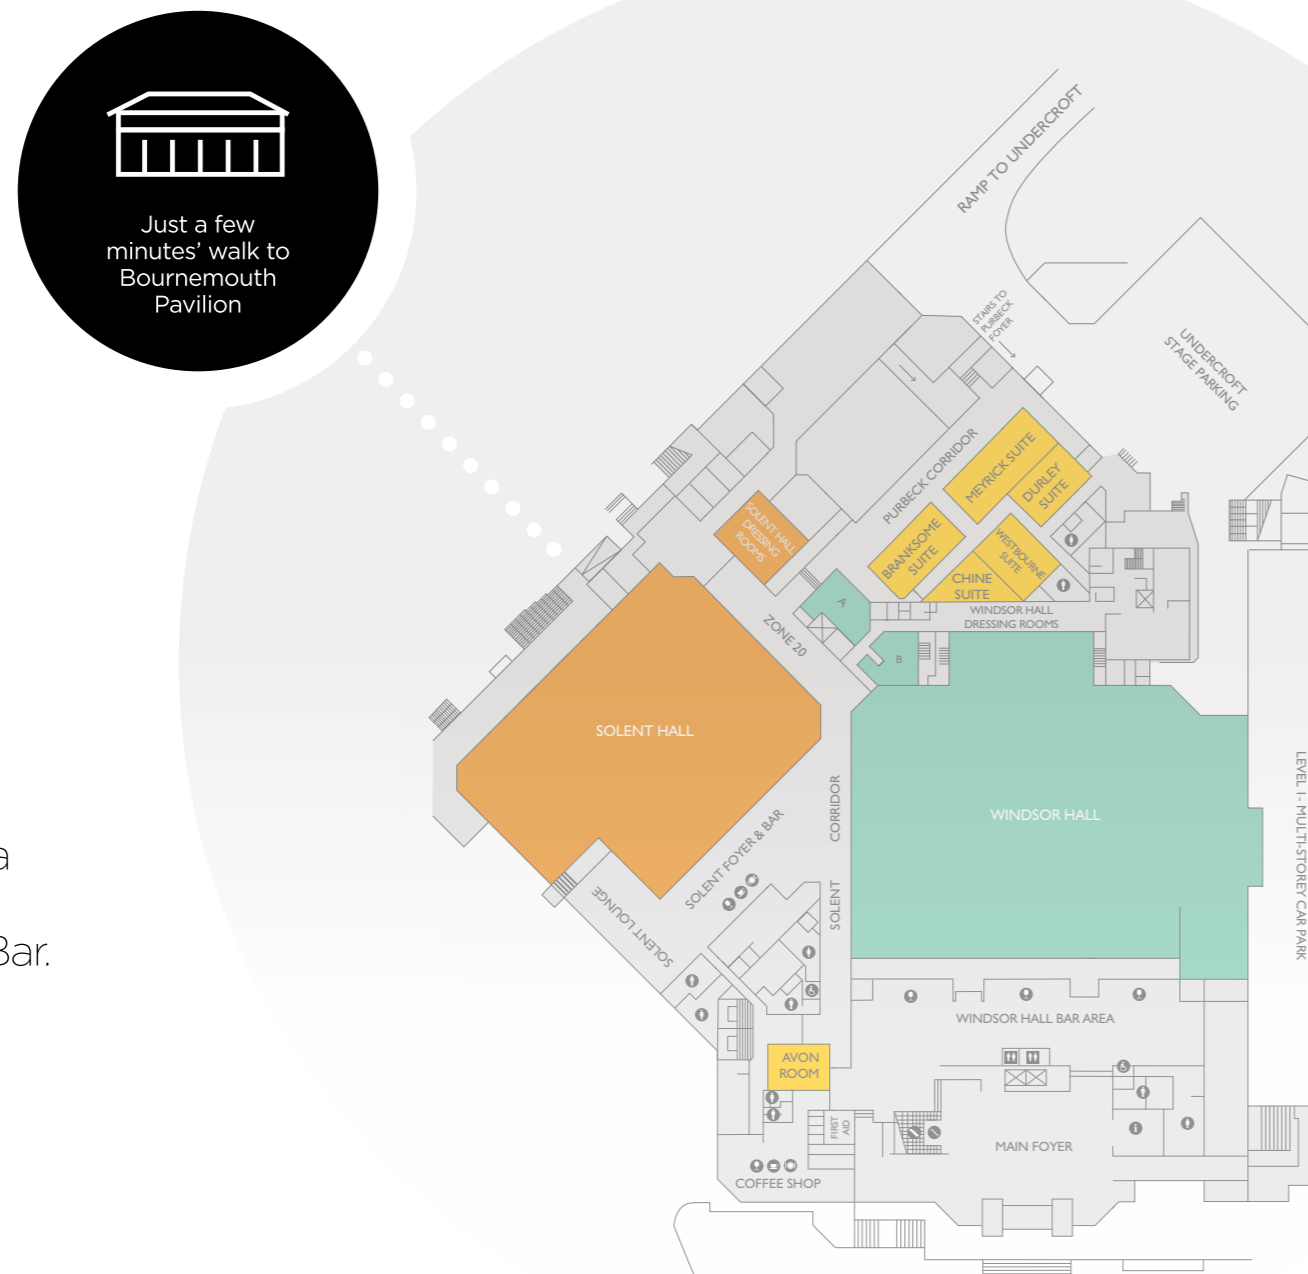 Just a few
minutes’ walk to
Bournemouth
Pavilion
RAMP TO UNDERCROFT
STAIRS TO
PURBECK
FOYER
UNDERCROFT
STAGE PARKING
PURBECK CORRIDOR
MEYRICK SUITE
DURLEY
SUITE
SOLENT HALL
DRESSING
ROOMS
BRANKSOME
SUITE
WESTBOURNE
SUITE
CHINE
SUITE
A
WINDSOR HALL
DRESSING ROOMS
ZONE 20
B
SOLENT HALL
WINDSOR HALL
LEVEL 1 - MULTI-STOREY CAR PARK
SOLENT CORRIDOR
SOLENT FOYER & BAR
SOLENT LOUNGE
a
Bar.
WINDSOR HALL BAR AREA
AVON
ROOM
FIRST
AID
MAIN FOYER
COFFEE SHOP